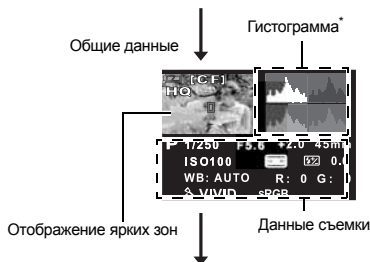 Гистограмма*
Общие данные
[CF]
HQ
P 1/250 F5.6 +2.0 45mm
ISO100 0.0
WB: AUTO R: 0 G: 0
VIVID sRGB
Отображение ярких зон
Данные съемки